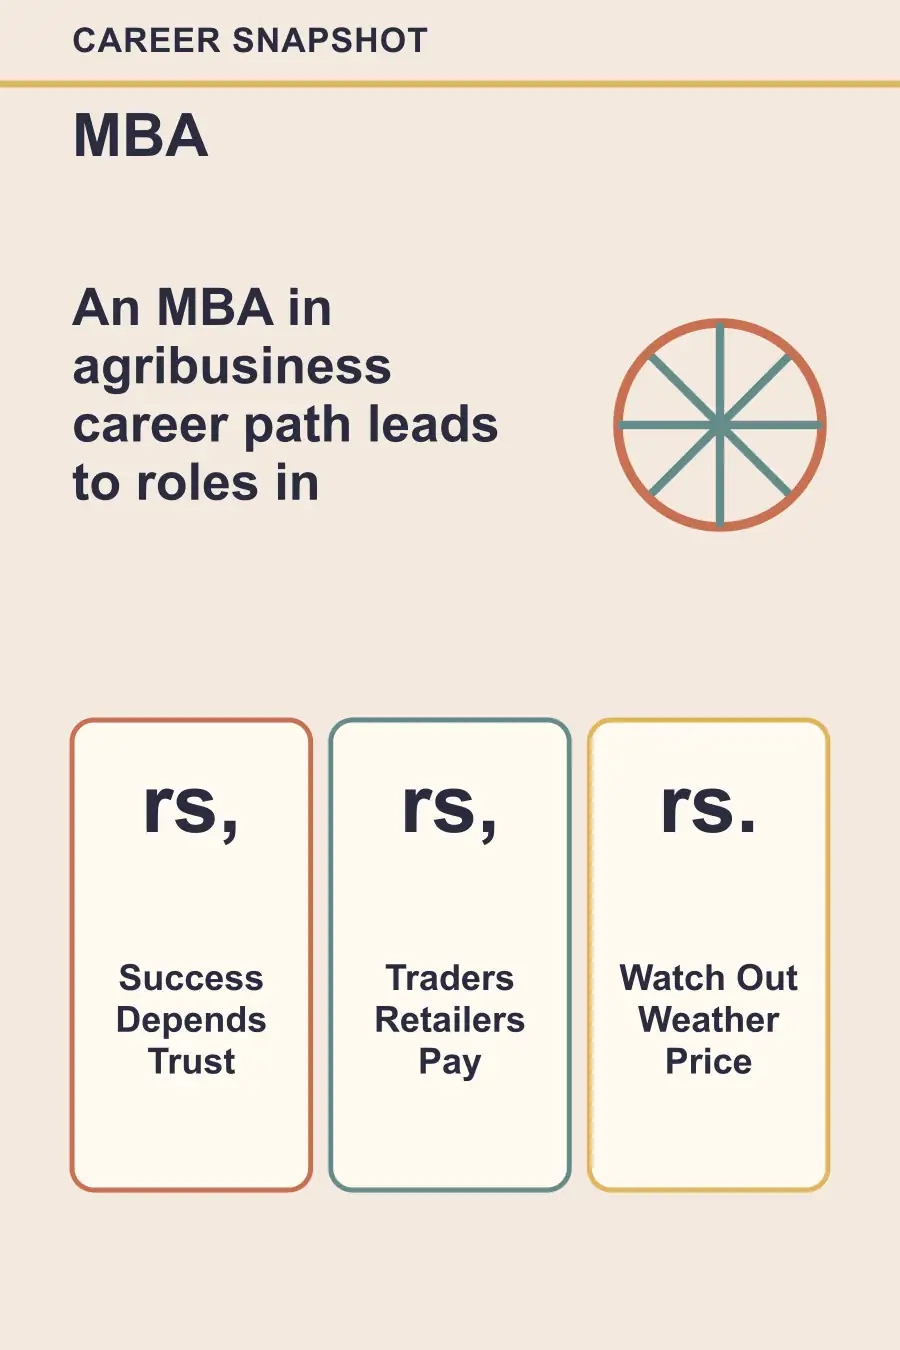 CAREER SNAPSHOT
MBA
An MBA in
agribusiness
career path leads
to roles in
rs,
Success
Depends
Trust
rs,
Traders
Retailers
Pay
rs.
Watch Out
Weather
Price